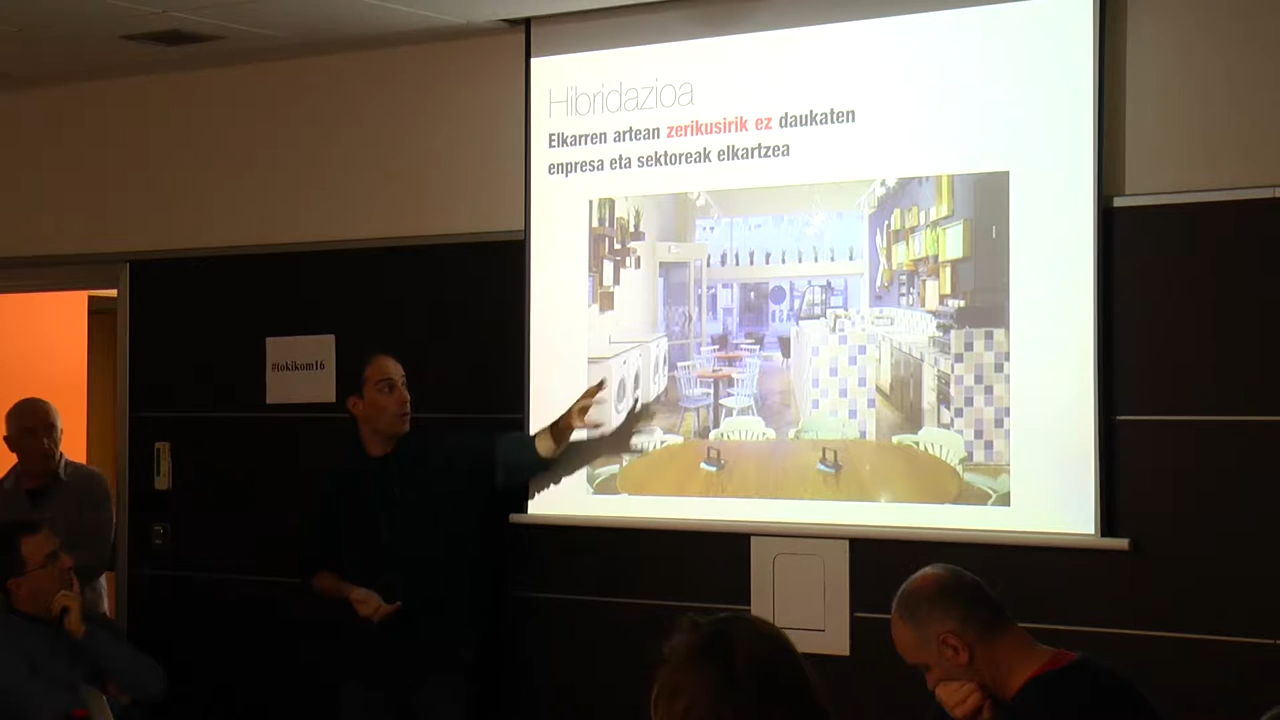 Hibridazioa
Elkarren artean zerikusirik ez daukaten
enpresa eta sektoreak elkartzea
#tokikom16